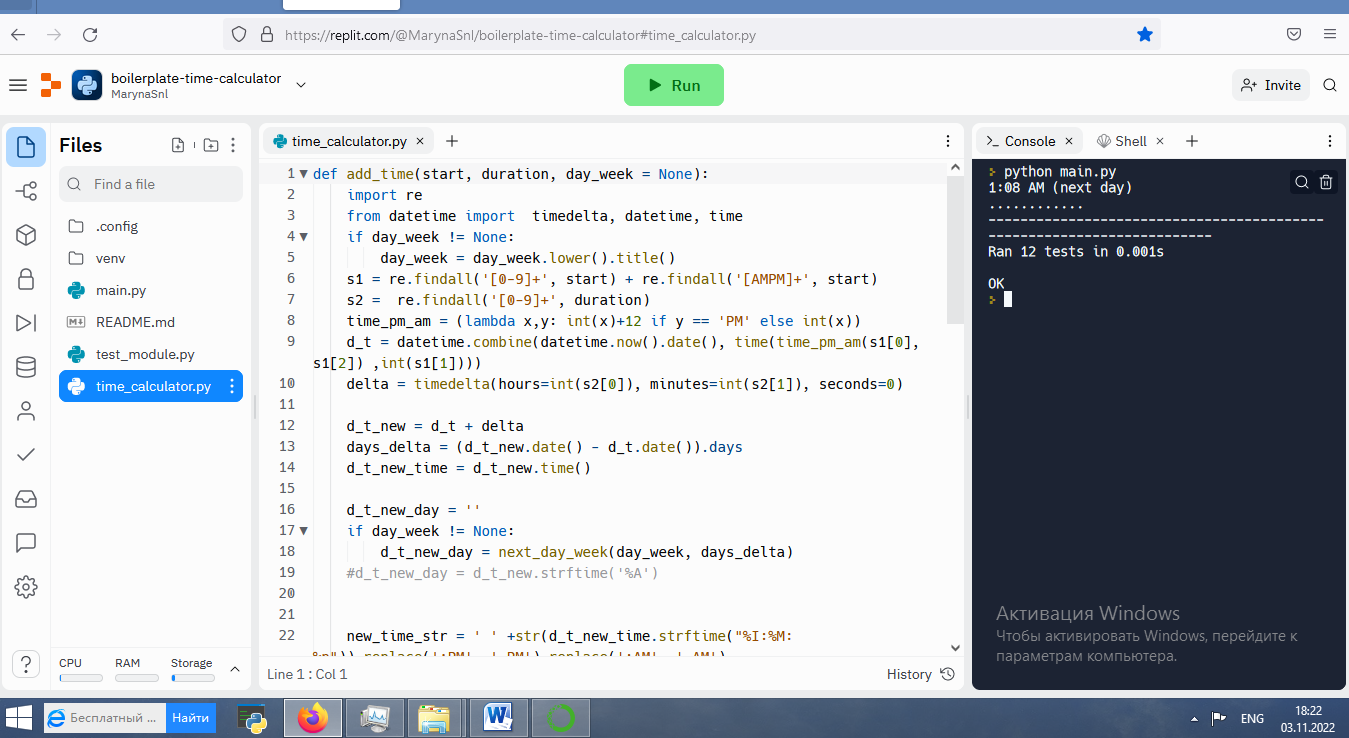 https://replit.com/@MarynaSnl/boilerplate-time-calculator#time_calculator.py
boilerplate-time-calculator
MarynaSnl
Run
Invite
Files
Find a file
.config
venv
main.py
README.md
test_module.py
time_calculator.py
CPU RAM Storage
time_calculator.py
1 def add_time(start, duration, day_week = None):
2 import re
3 from datetime import  timedelta, datetime, time
4 if day_week != None:
5 day_week = day_week.lower().title()
6 s1 = re.findall('[0-9]+', start) + re.findall('[AMPM]+', start)
7 s2 =  re.findall('[0-9]+', duration)
8 time_pm_am = (lambda x,y: int(x)+12 if y == 'PM' else int(x))
9 d_t = datetime.combine(datetime.now().date(), time(time_pm_am(s1[0],
s1[2]) ,int(s1[1])))
10 delta = timedelta(hours=int(s2[0]), minutes=int(s2[1]), seconds=0)
11
12 d_t_new = d_t + delta
13 days_delta = (d_t_new.date() - d_t.date()).days
14 d_t_new_time = d_t_new.time()
15
16 d_t_new_day = ''
17 if day_week != None:
18 d_t_new_day = next_day_week(day_week, days_delta)
19 #d_t_new_day = d_t_new.strftime('%A')
20
21
22 new_time_str = ' ' +str(d_t_new_time.strftime("%I:%M:
%p")).replace(':PM',' PM').replace(':AM',' AM')
Line 1 : Col 1
History
Console
Shell
python main.py
1:08 AM (next day)
............
----------------------------------------------------------------------
Ran 12 tests in 0.001s
OK
Активация Windows
Чтобы активировать Windows, перейдите к
параметрам компьютера.
Бесплатный ...
Найти
ENG
18:22
03.11.2022